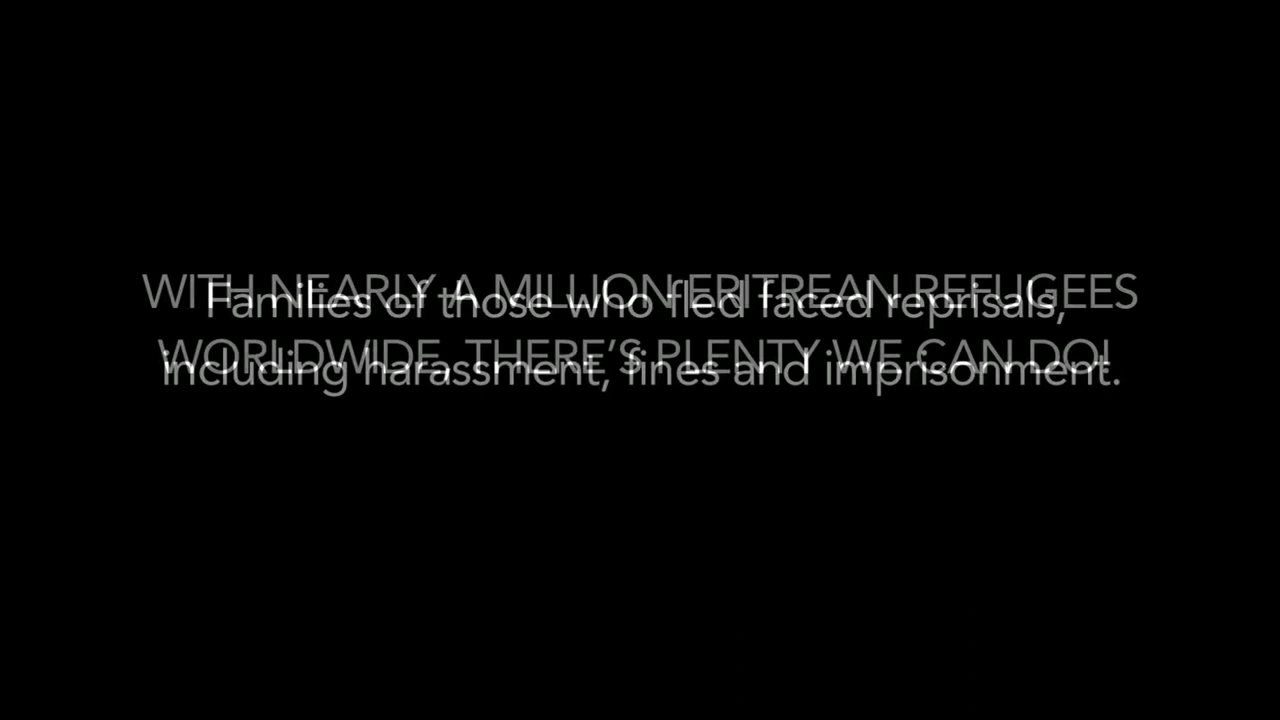 WITH NEARLY A MILLION ERITREAN REFUGEES
WORLDWIDE, THERE'S PLENTY WE CAN DO!
Families of those who fled faced reprisals,
including harassment, fines and imprisonment.